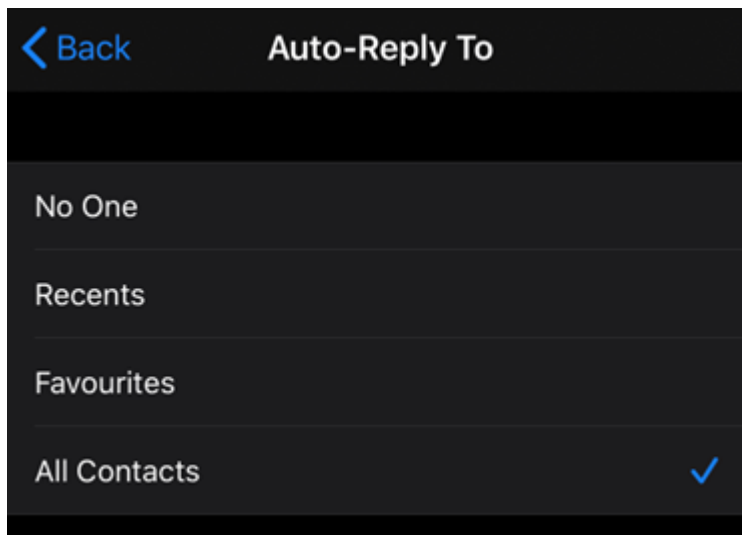 Back Auto-Reply To
No One
Recents
Favourites
All Contacts